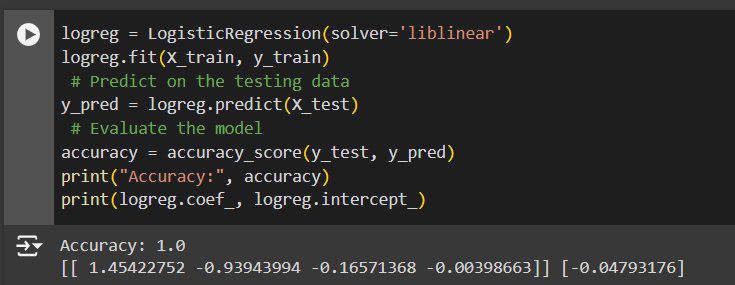 logreg = LogisticRegression(solver='liblinear')
logreg.fit(X_train, y_train)
 # Predict on the testing data
y_pred = logreg.predict(X_test)
 # Evaluate the model
accuracy = accuracy_score(y_test, y_pred)
print("Accuracy:", accuracy)
print(logreg.coef_, logreg.intercept_)
Accuracy: 1.0
[[ 1.45422752 -0.93943994 -0.16571368 -0.00398663]] [-0.04793176]